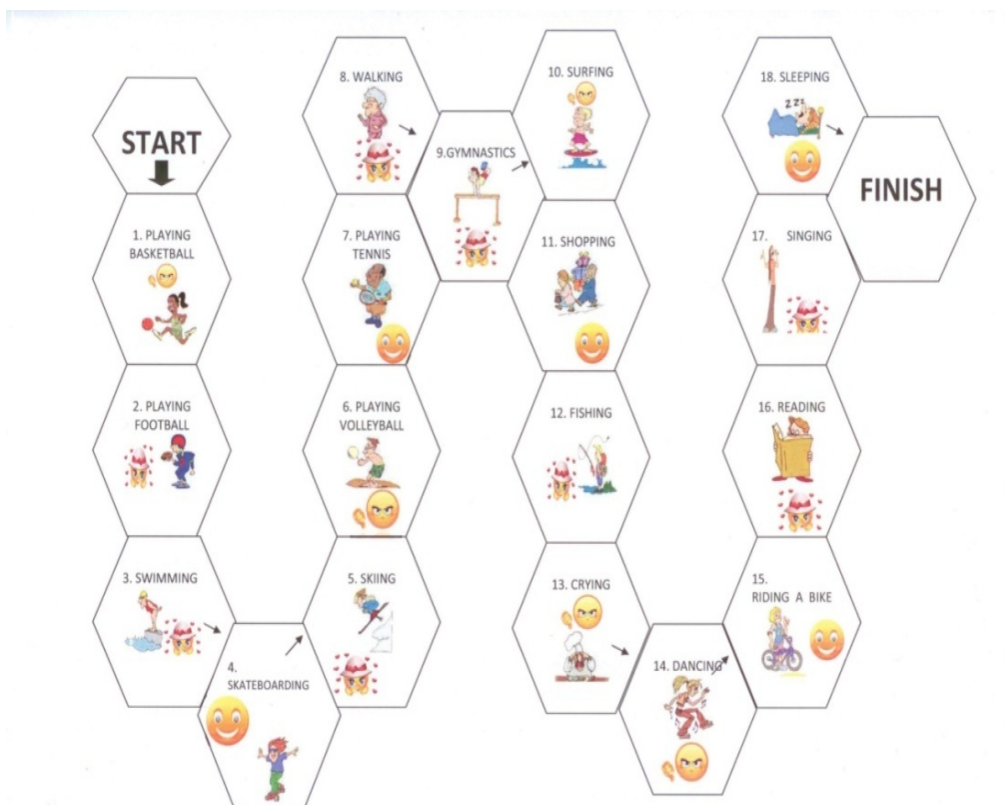 START
1. PLAYING
BASKETBALL
2. PLAYING
FOOTBALL
3. SWIMMING
4.
SKATEBOARDING
5. SKIING
6. PLAYING
VOLLEYBALL
7. PLAYING
TENNIS
8. WALKING
9.GYMNASTICS
10. SURFING
11. SHOPPING
12. FISHING
13. CRYING
14. DANCING
15.
RIDING A BIKE
16. READING
17. SINGING
18. SLEEPING
ZZZ
FINISH